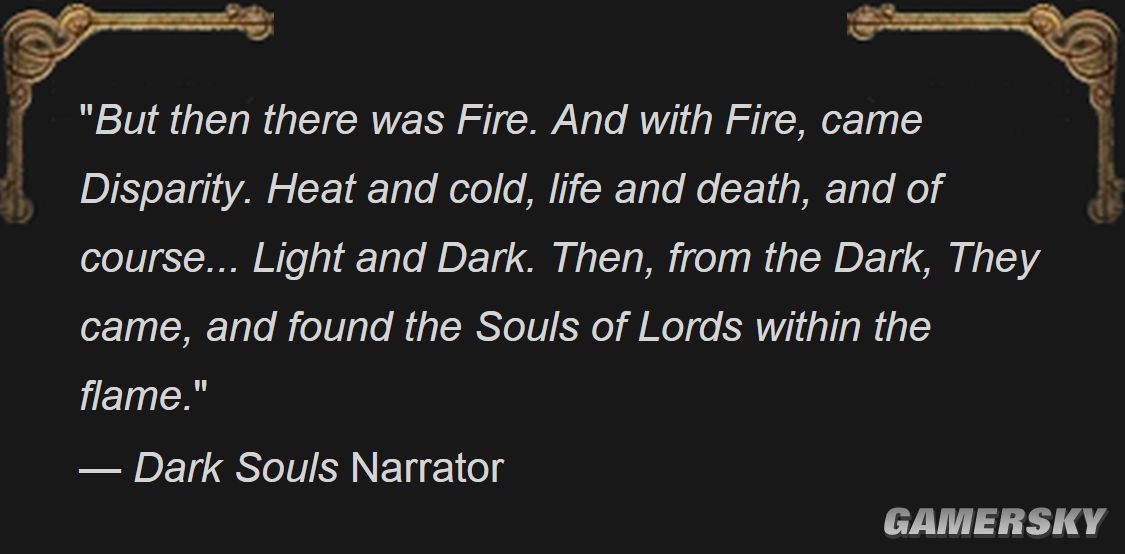 "But then there was Fire. And with Fire, came
Disparity. Heat and cold, life and death, and of
course... Light and Dark. Then, from the Dark, They
came, and found the Souls of Lords within the
flame."
— Dark Souls Narrator
GAMERSKY